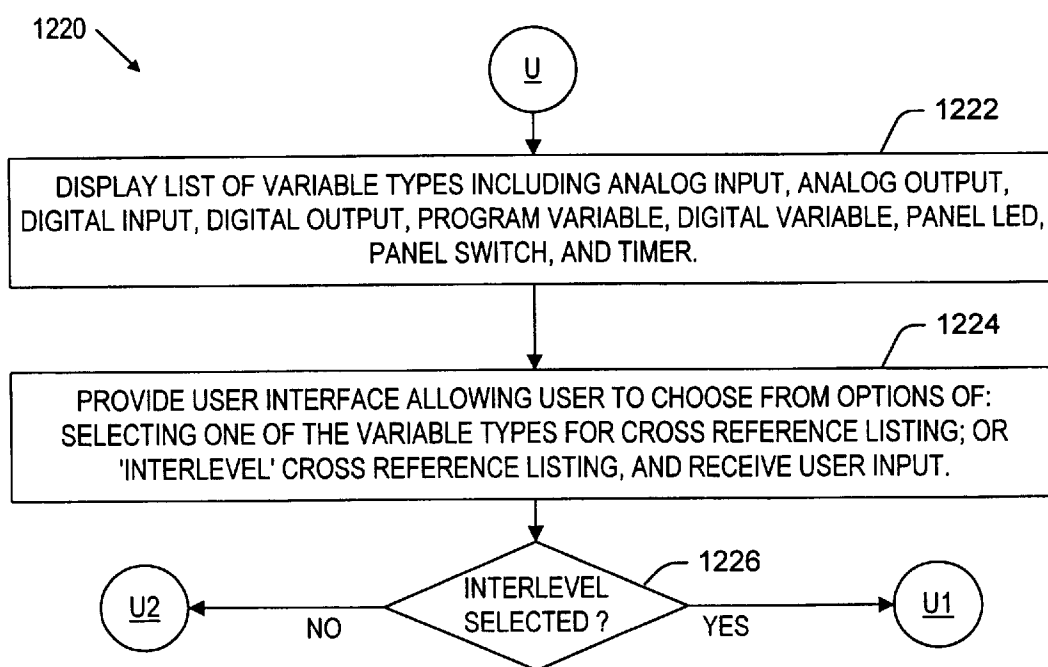 1220
U
1222
DISPLAY LIST OF VARIABLE TYPES INCLUDING ANALOG INPUT, ANALOG OUTPUT,
DIGITAL INPUT, DIGITAL OUTPUT, PROGRAM VARIABLE, DIGITAL VARIABLE, PANEL LED,
PANEL SWITCH, AND TIMER.
1224
PROVIDE USER INTERFACE ALLOWING USER TO CHOOSE FROM OPTIONS OF:
SELECTING ONE OF THE VARIABLE TYPES FOR CROSS REFERENCE LISTING; OR
'INTERLEVEL' CROSS REFERENCE LISTING, AND RECEIVE USER INPUT.
1226
INTERLEVEL
SELECTED ?
U2
NO
YES
U1